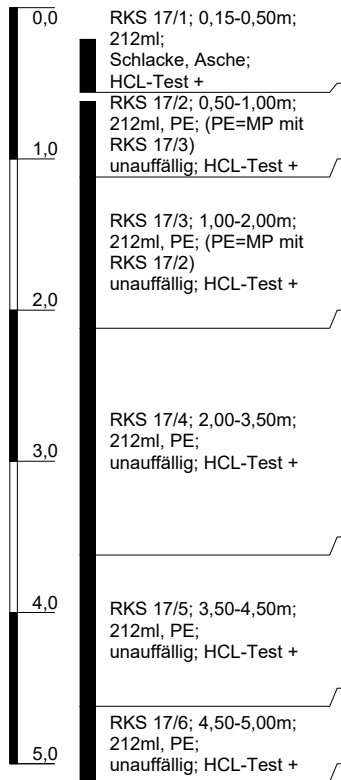 0,0
RKS 17/1; 0,15-0,50m;
212ml;
Schlacke, Asche;
HCL-Test +
RKS 17/2; 0,50-1,00m;
212ml, PE; (PE=MP mit
RKS 17/3)
unauffällig; HCL-Test +
1,0
RKS 17/3; 1,00-2,00m;
212ml, PE; (PE=MP mit
RKS 17/2)
unauffällig; HCL-Test +
2,0
RKS 17/4; 2,00-3,50m;
212ml, PE;
unauffällig; HCL-Test +
3,0
4,0
RKS 17/5; 3,50-4,50m;
212ml, PE;
unauffällig; HCL-Test +
RKS 17/6; 4,50-5,00m;
212ml, PE;
unauffällig; HCL-Test +
5,0